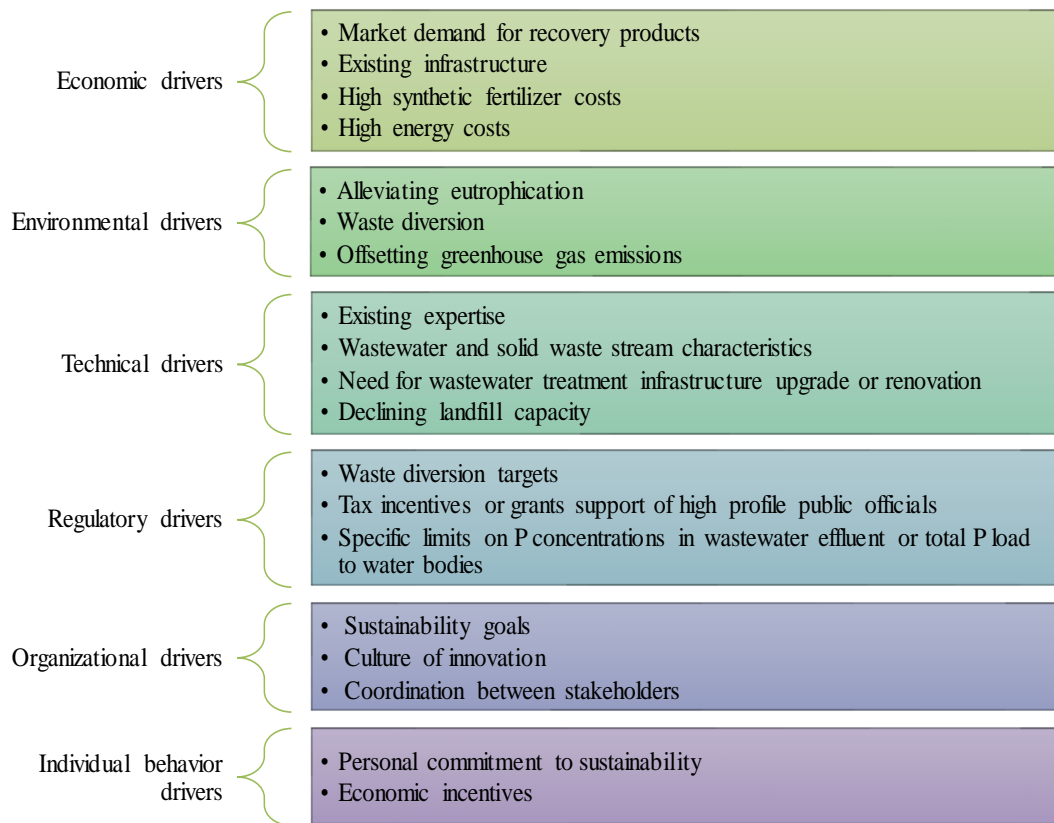 Economic drivers
• Market demand for recovery products
• Existing infrastructure
• High synthetic fertilizer costs
• High energy costs
Environmental drivers
• Alleviating eutrophication
• Waste diversion
• Offsetting greenhouse gas emissions
Technical drivers
• Existing expertise
• Wastewater and solid waste stream characteristics
• Need for wastewater treatment infrastructure upgrade or renovation
• Declining landfill capacity
Regulatory drivers
• Waste diversion targets
• Tax incentives or grants support of high profile public officials
• Specific limits on P concentrations in wastewater effluent or total P load
to water bodies
Organizational drivers
• Sustainability goals
• Culture of innovation
• Coordination between stakeholders
Individual behavior
drivers
• Personal commitment to sustainability
• Economic incentives